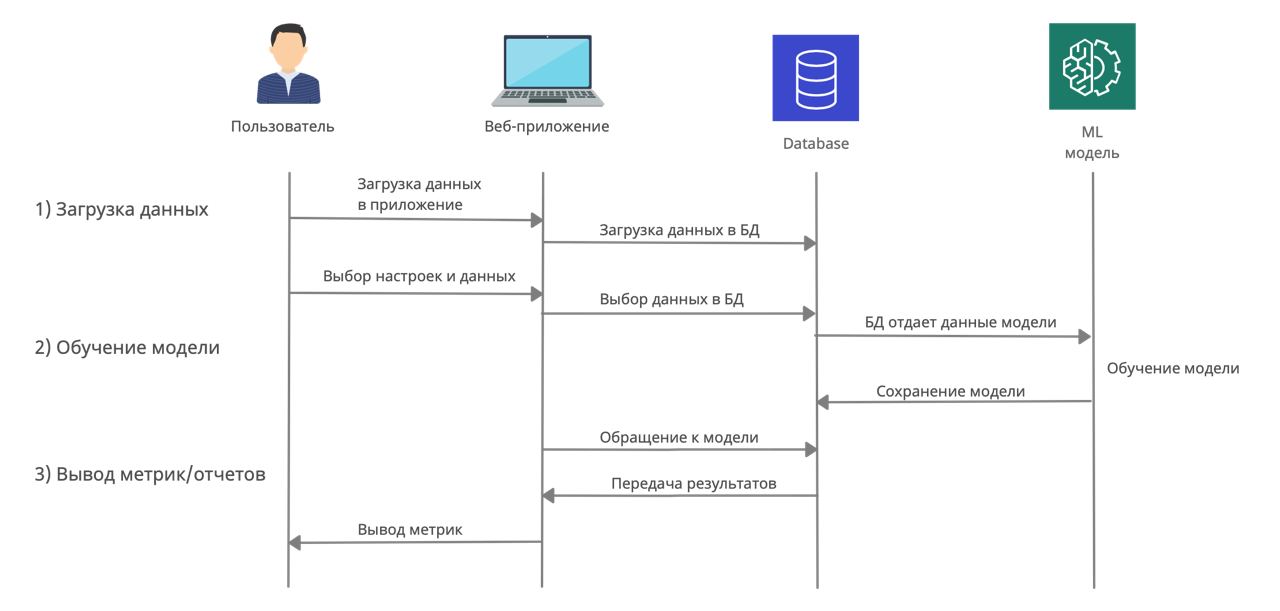 Пользователь
Веб-приложение
Database
ML
модель
1) Загрузка данных
Загрузка данных
в приложение
Загрузка данных в БД
Выбор настроек и данных
Выбор данных в БД
БД отдает данные модели
2) Обучение модели
Обучение модели
Сохранение модели
Обращение к модели
3) Вывод метрик/отчетов
Передача результатов
Вывод метрик